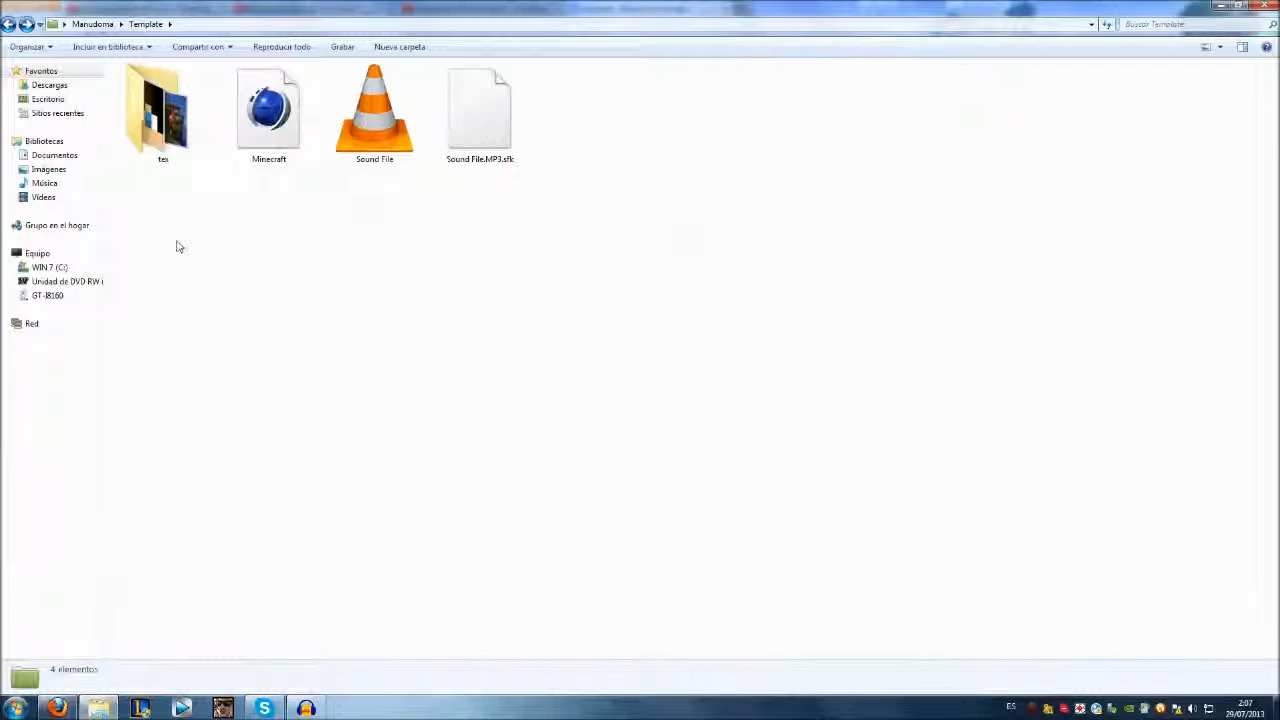 Manudoma Template
Buscar Template
Organizar Incluir en biblioteca Compartir con Reproducir todo Grabar Nueva carpeta
Favoritos
Descargas
Escritorio
Sitios recientes
Bibliotecas
Documentos
Imágenes
Música
Vídeos
Grupo en el hogar
Equipo
WIN 7 (C:)
Unidad de DVD RW (
GT-I8160
Red
tex
Minecraft
Sound File
Sound File.MP3.sfk
4 elementos
ES
2:07
29/07/2013